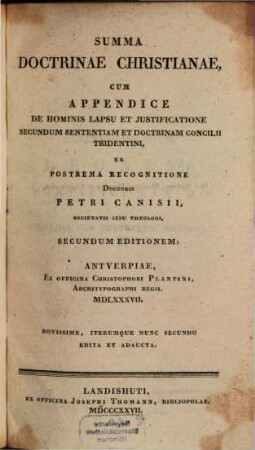 SUMMA
DOCTRINAE CHRISTIANAE,
CUM
APPENDICE
DE HOMINIS LAPSU ET JUSTIFICATIONE
SECUNDUM SENTENTIAM ET DOCTRINAM CONCILII
TRIDENTINI,
EX
POSTREMA RECOGNITIONE
DOCTORIS
PETRI CANISII,
SOCIETATIS JESU THEOLOGI,
SECUNDUM EDITIONEM:
ANTVERPIAE,
EX OFFICINA CHRISTOPHORI PLANTINI,
ARCHITYPOGRAPHI REGII.
MDLXXXVII.
NOVISSIME, ITERUMQUE NUNC SECUNDO
EDITA ET ADAUCTA.
LANDISHUTI,
EX OFFICINA JOSEPHI THOMANN, BIBLIOPOLAE.
MDCCCXXVII.